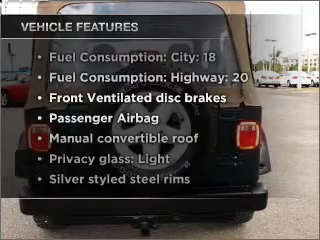 VEHICLE FEATURES
• Fuel Consumption: City: 18
• Fuel Consumption: Highway: 20
• Front Ventilated disc brakes
• Passenger Airbag
• Manual convertible roof
• Privacy glass: Light
• Silver styled steel rims